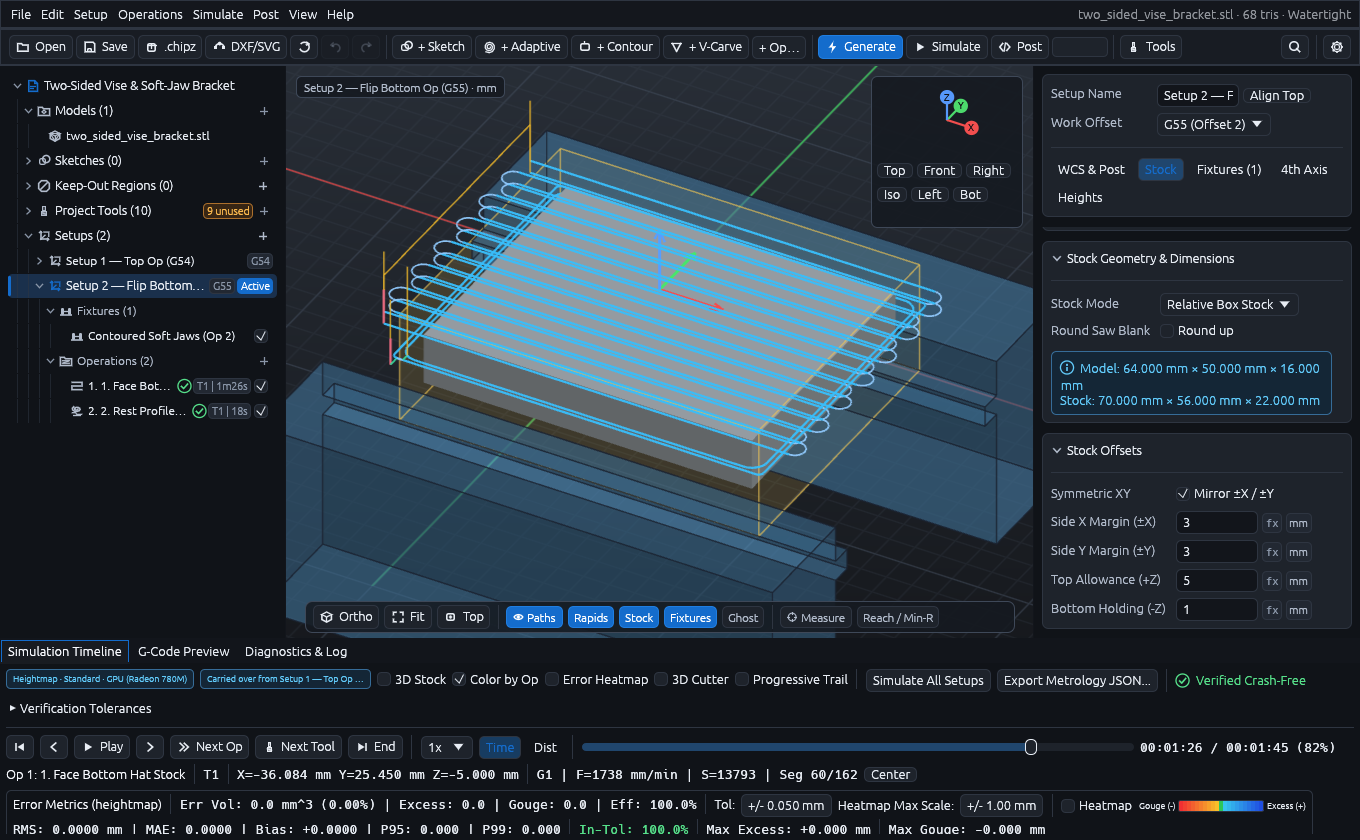 File Edit Setup Operations Simulate Post View Help two_sided_vise_bracket.stl · 68 tris · Watertight
Open Save .chipz DXF/SVG + Sketch + Adaptive + Contour + V-Carve + Op... Generate Simulate Post Tools
Two-Sided Vise & Soft-Jaw Bracket
Models (1) +
two_sided_vise_bracket.stl
Sketches (0) +
Keep-Out Regions (0) +
Project Tools (10) 9 unused +
Setups (2) +
Setup 1 — Top Op (G54) G54
Setup 2 — Flip Bottom... G55 Active
Fixtures (1)
Contoured Soft Jaws (Op 2)
Operations (2) +
1. 1. Face Bot... T1 | 1m26s
2. 2. Rest Profile... T1 | 18s
Setup 2 — Flip Bottom Op (G55) · mm
Z Y X
Top Front Right
Iso Left Bot
Ortho Fit Top Paths Rapids Stock Fixtures Ghost Measure Reach / Min-R
Setup Name Setup 2 — F Align Top
Work Offset G55 (Offset 2)
WCS & Post Stock Fixtures (1) 4th Axis
Heights
Stock Geometry & Dimensions
Stock Mode Relative Box Stock
Round Saw Blank Round up
Model: 64.000 mm × 50.000 mm × 16.000
mm
Stock: 70.000 mm × 56.000 mm × 22.000 mm
Stock Offsets
Symmetric XY Mirror ±X / ±Y
Side X Margin (±X) 3 fx mm
Side Y Margin (±Y) 3 fx mm
Top Allowance (+Z) 5 fx mm
Bottom Holding (-Z) 1 fx mm
Simulation Timeline G-Code Preview Diagnostics & Log
Heightmap · Standard · GPU (Radeon 780M) Carried over from Setup 1 — Top Op ... 3D Stock Color by Op Error Heatmap 3D Cutter Progressive Trail Simulate All Setups Export Metrology JSON... Verified Crash-Free
Verification Tolerances
Play Next Op Next Tool End 1x Time Dist 00:01:26 / 00:01:45 (82%)
Op 1: 1. Face Bottom Hat Stock T1 X=-36.084 mm Y=25.450 mm Z=-5.000 mm G1 | F=1738 mm/min | S=13793 | Seg 60/162 Center
Error Metrics (heightmap) Err Vol: 0.0 mm^3 (0.00%) | Excess: 0.0 | Gouge: 0.0 | Eff: 100.0% Tol: +/- 0.050 mm Heatmap Max Scale: +/- 1.00 mm Heatmap Gouge (-) Excess (+)
RMS: 0.0000 mm | MAE: 0.0000 | Bias: +0.0000 | P95: 0.000 | P99: 0.000 In-Tol: 100.0% Max Excess: +0.000 mm Max Gouge: -0.000 mm